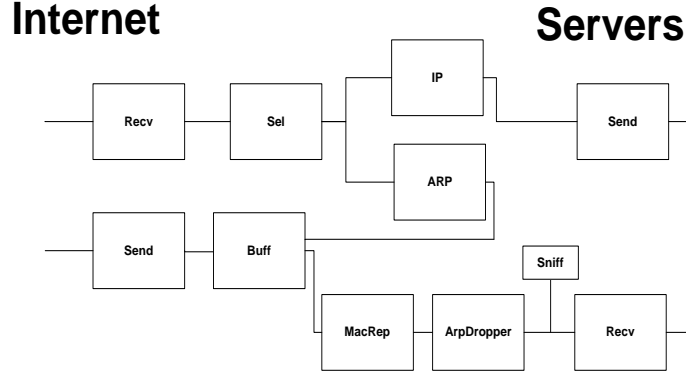 Internet
Servers
IP
Recv
Sel
Send
ARP
Send
Buff
Sniff
MacRep
ArpDropper
Recv